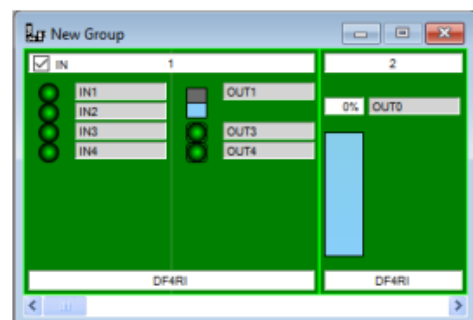 New Group
IN 1
IN1
IN2
IN3
IN4
OUT1
OUT3
OUT4
DF4RI
2
0% OUT0
DF4RI